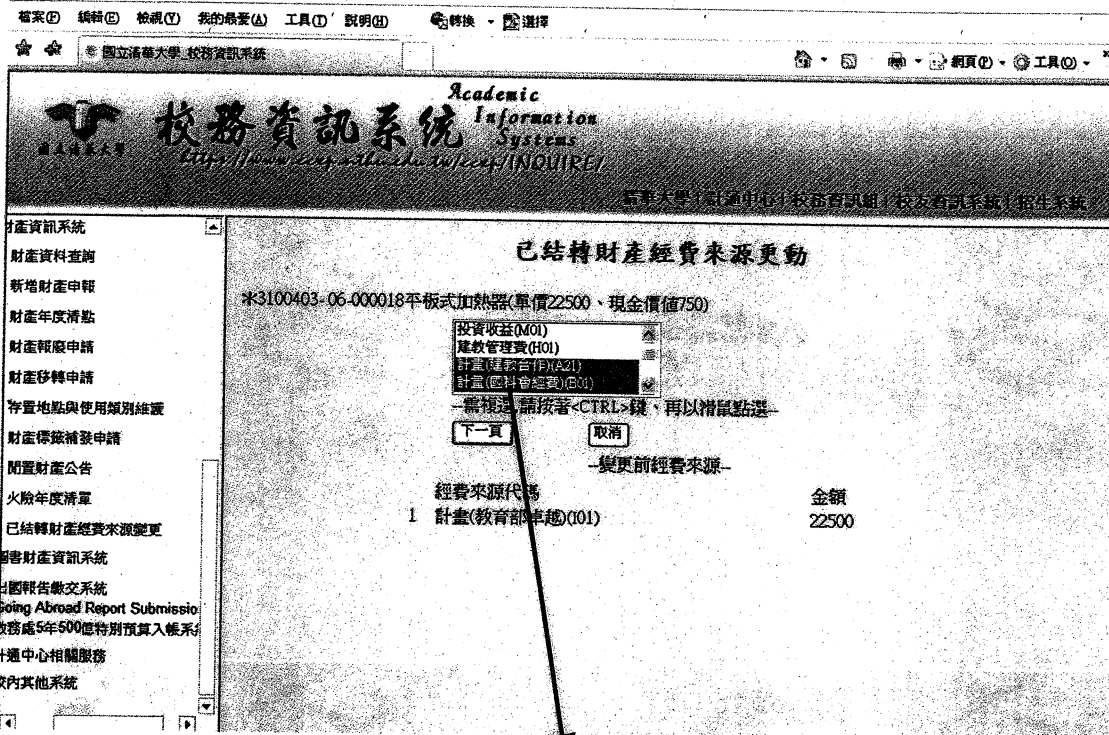 檔案(F) 編輯(E) 檢視(V) 我的最愛(A) 工具(T) 說明(H) 轉換 選擇
國立清華大學_校務資訊系統
網頁(P) 工具(O)
Academic
Information
Systems
校務資訊系統
國立清華大學
清華大學|計通中心|校務資訊組|校友資訊系統|招生系統
財產資訊系統
財產資料查詢
新增財產申報
財產年度清點
財產報廢申請
財產移轉申請
存置地點與使用類別維護
財產標籤補發申請
閒置財產公告
火險年度清單
已結轉財產經費來源變更
圖書財產資訊系統
出國報告繳交系統
Going Abroad Report Submissio
教務處5年500億特別預算入帳系
計通中心相關服務
校內其他系統
已結轉財產經費來源更動
※3100403-06-000018平板式加熱器(單價22500、現金價值750)
投資收益(M01)
建教管理費(H01)
計畫(建教合作)(A21)
計畫(國科會經費)(B01)
--需複選,請按著<CTRL>鍵、再以滑鼠點選--
下一頁 取消
--變更前經費來源--
經費來源代碼 金額
1 計畫(教育部卓越)(I01) 22500